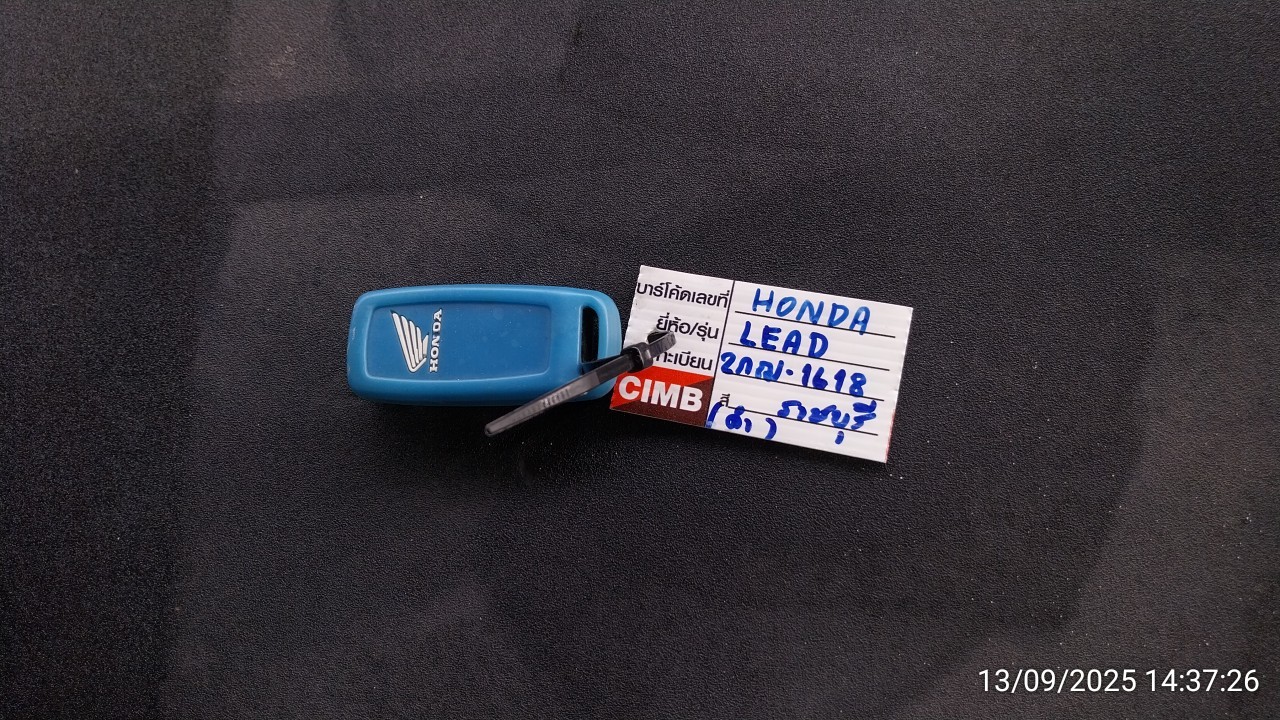 HONDA
บาร์โค้ดเลขที่ HONDA
ยี่ห้อ/รุ่น LEAD
ทะเบียน 2กฌ-1618
CIMB สี ราชบุรี
(ดำ)
13/09/2025 14:37:26